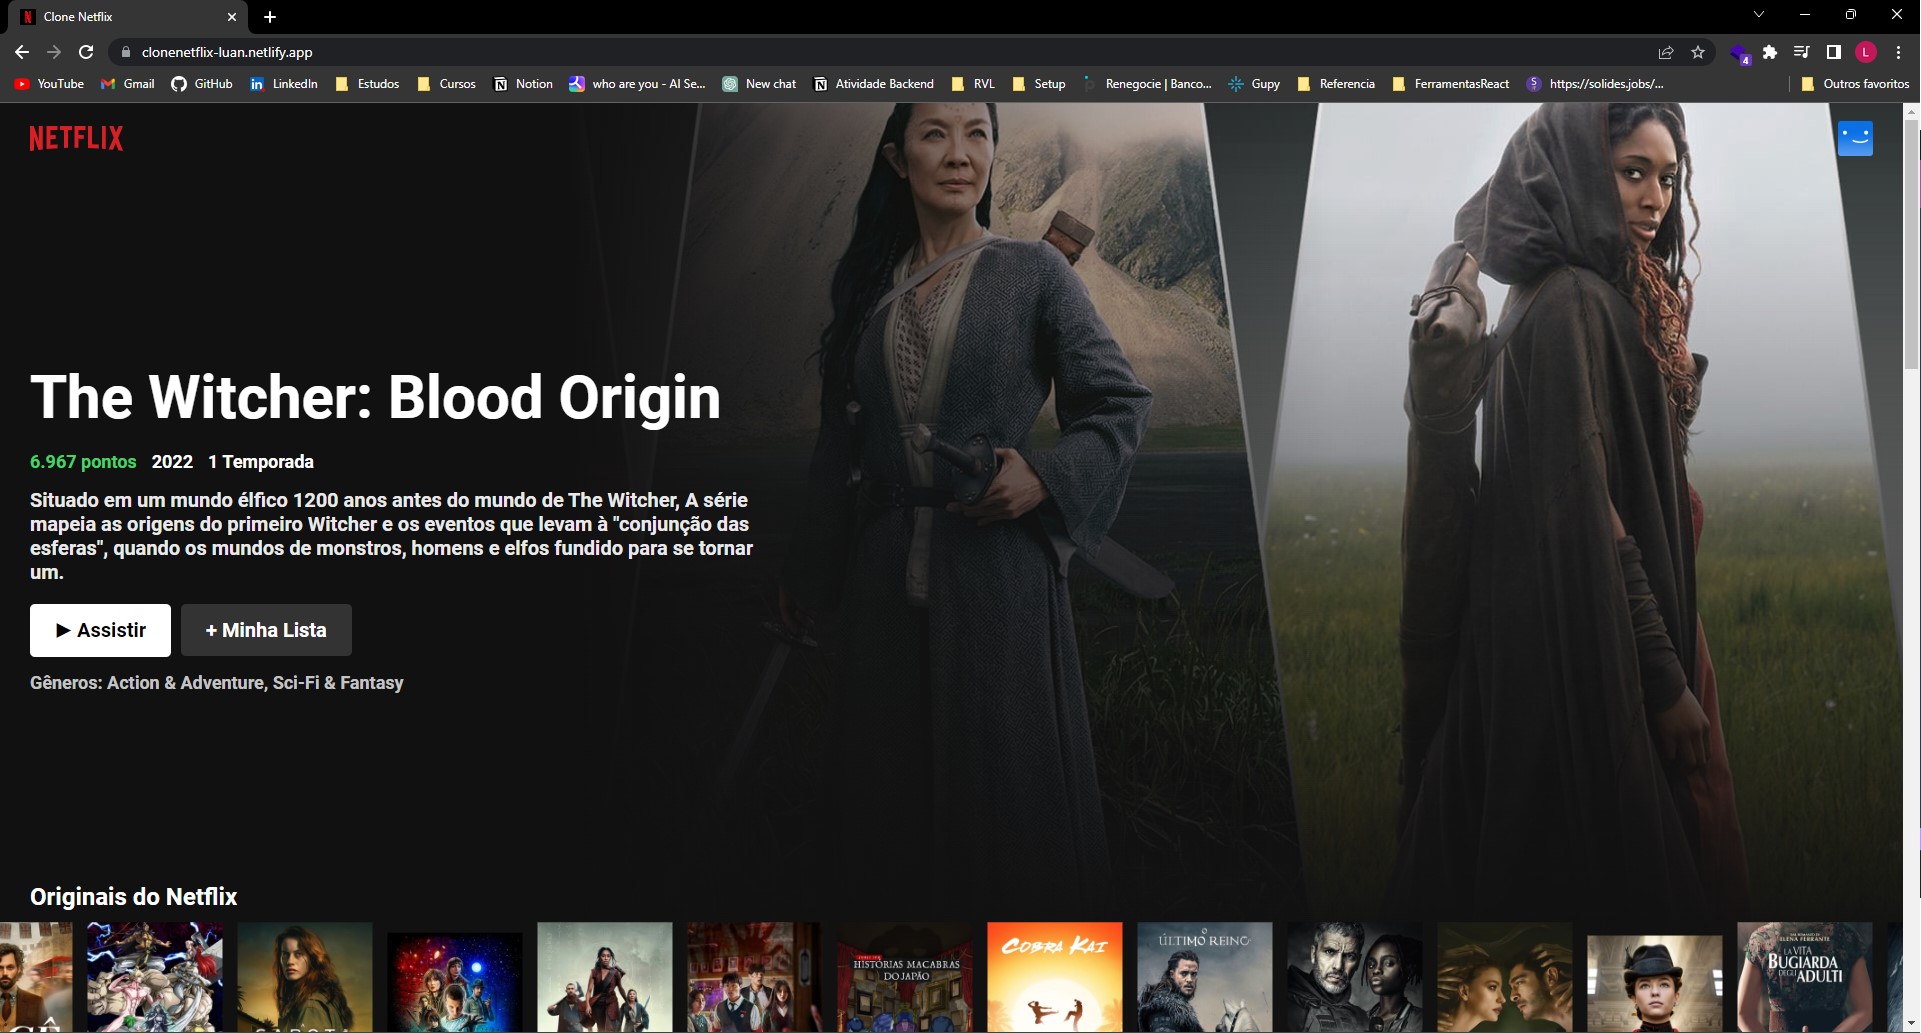 Clone Netflix
clonenetflix-luan.netlify.app
4
L
YouTube
Gmail
GitHub
LinkedIn
Estudos
Cursos
Notion
who are you - AI Se...
New chat
Atividade Backend
RVL
Setup
Renegocie | Banco...
Gupy
Referencia
FerramentasReact
https://solides.jobs/...
Outros favoritos
NETFLIX
The Witcher: Blood Origin
6.967 pontos 2022 1 Temporada
Situado em um mundo élfico 1200 anos antes do mundo de The Witcher, A série
mapeia as origens do primeiro Witcher e os eventos que levam à "conjunção das
esferas", quando os mundos de monstros, homens e elfos fundido para se tornar
um.
Assistir
+ Minha Lista
Gêneros: Action & Adventure, Sci-Fi & Fantasy
Originais do Netflix
HISTORIAS MACABRAS
DO JAPÃO
COBRA KAI
O
ÚLTIMO REINO
ELENA FERRANTE
LA VITA
BUGIARDA
DEGLI
ADULTI